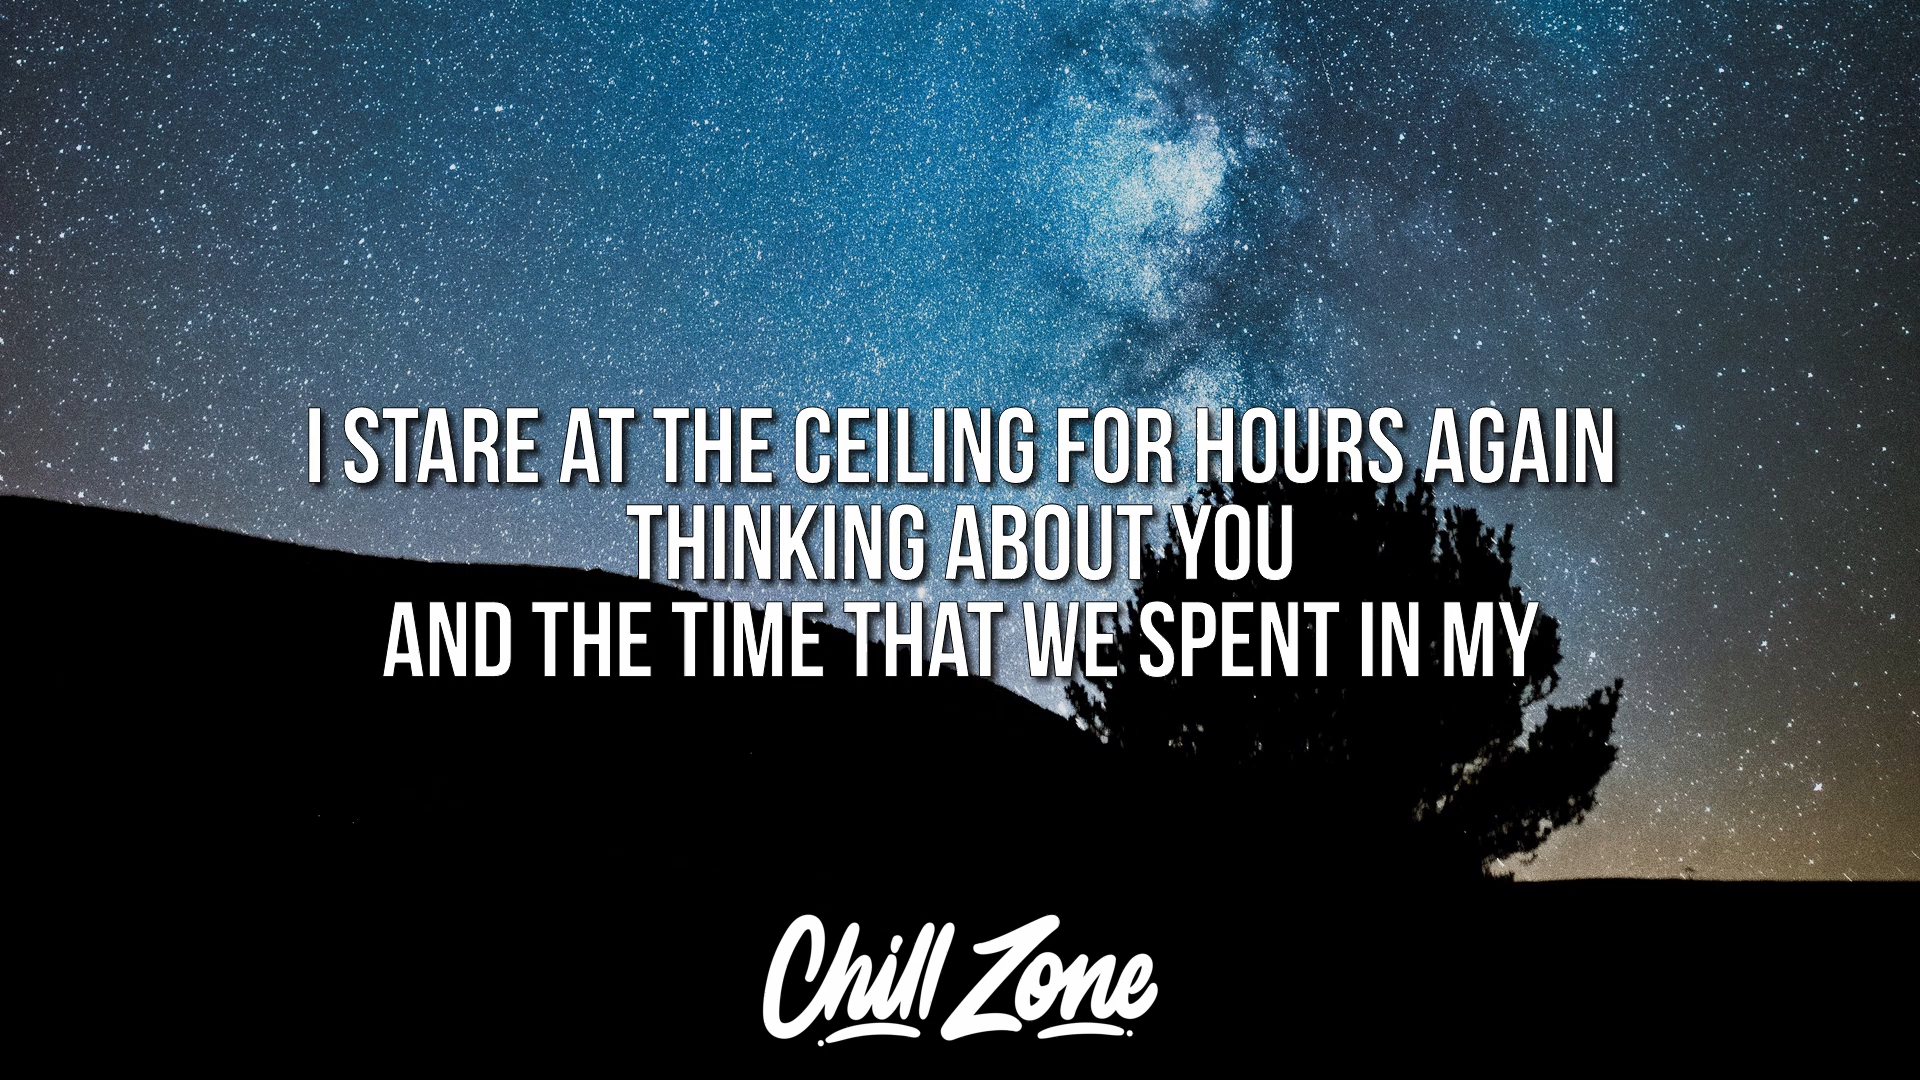 I STARE AT THE CEILING FOR HOURS AGAIN
THINKING ABOUT YOU
AND THE TIME THAT WE SPENT IN MY
Chill Zone